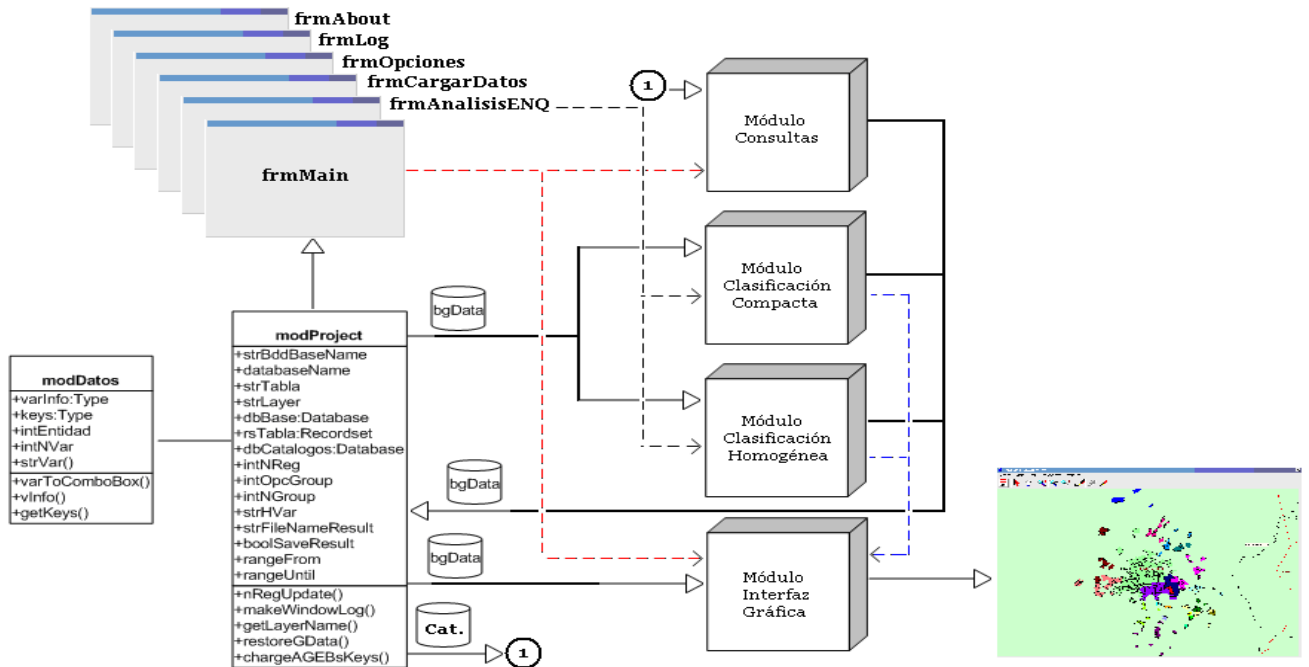 frmAbout
frmLog
frmOpciones
frmCargarDatos
frmAnalisisENQ
frmMain
1
Módulo
Consultas
Módulo
Clasificación
Compacta
Módulo
Clasificación
Homogénea
Módulo
Interfaz
Gráfica
bgData
bgData
bgData
Cat.
1
modDatos
+varInfo:Type
+keys:Type
+intEntidad
+intNVar
+strVar()
+varToComboBox()
+vInfo()
+getKeys()
modProject
+strBddBaseName
+databaseName
+strTabla
+strLayer
+dbBase:Database
+rsTabla:Recordset
+dbCatalogos:Database
+intNReg
+intOpcGroup
+intNGroup
+strHVar
+strFileNameResult
+boolSaveResult
+rangeFrom
+rangeUntil
+nRegUpdate()
+makeWindowLog()
+getLayerName()
+restoreGData()
+chargeAGEBsKeys()